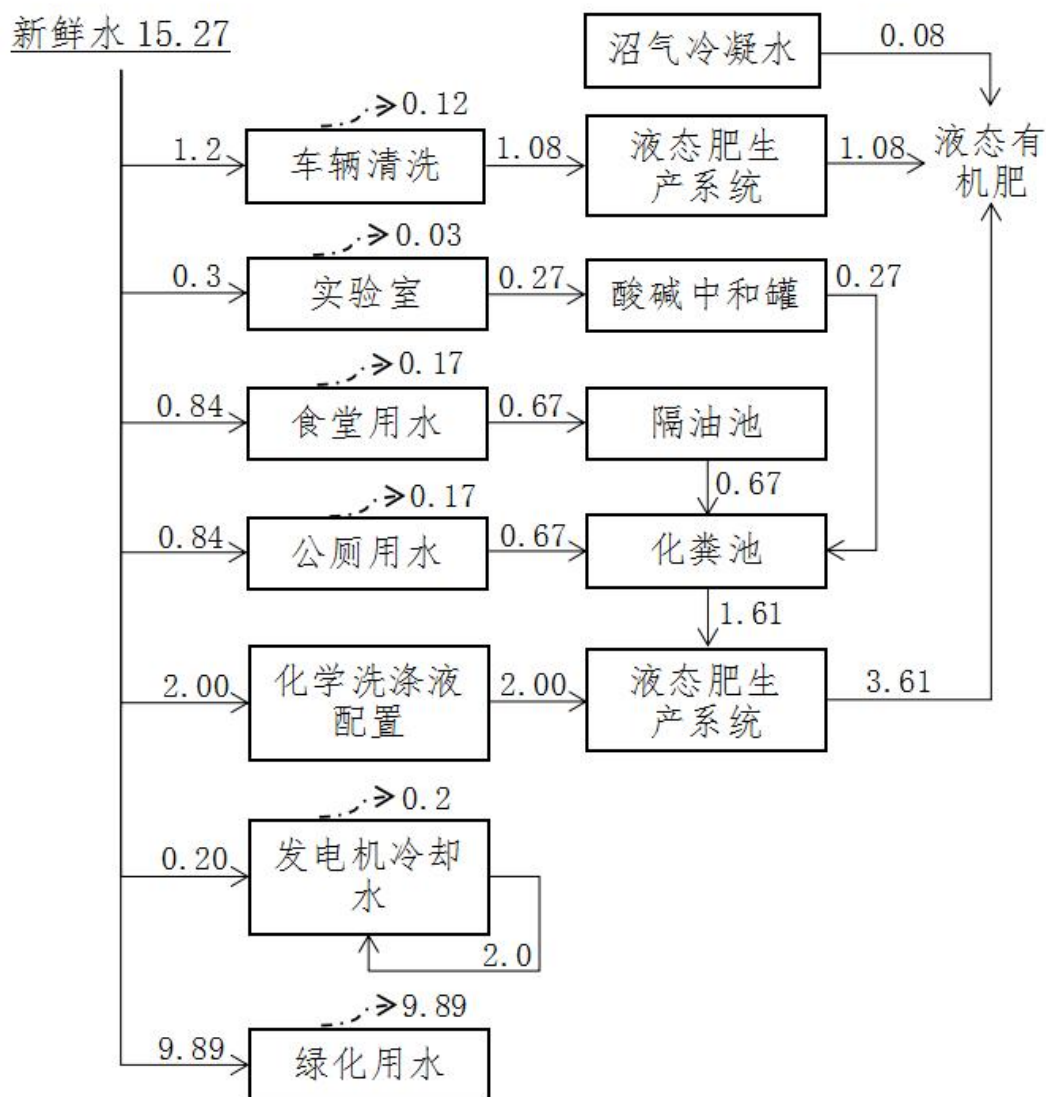 新鲜水 15.27
沼气冷凝水
0.08
0.12
1.2
车辆清洗
1.08
液态肥生
产系统
1.08
液态有
机肥
0.03
0.3
实验室
0.27
酸碱中和罐
0.27
0.17
0.84
食堂用水
0.67
隔油池
0.67
0.17
0.84
公厕用水
0.67
化粪池
1.61
2.00
化学洗涤液
配置
2.00
液态肥生
产系统
3.61
0.2
0.20
发电机冷却
水
2.0
9.89
9.89
绿化用水